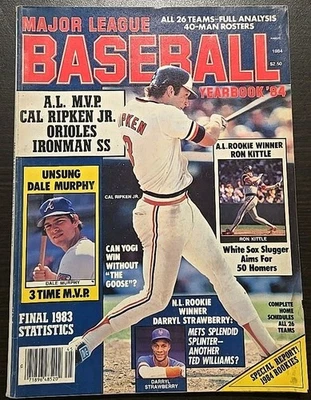 MAJOR LEAGUE
ALL 26 TEAMS-FULL ANALYSIS
40-MAN ROSTERS
BASEBALL
1984
$2.50
YEARBOOK '84
A.L. M.V.P.
CAL RIPKEN JR.
ORIOLES
IRONMAN SS
RIPKEN
8
A.L. ROOKIE WINNER
RON KITTLE
UNSUNG
DALE MURPHY
CAL RIPKEN JR.
RON KITTLE
White Sox Slugger
Aims For
50 Homers
DALE MURPHY
3 TIME M.V.P.
CAN YOGI
WIN
WITHOUT
"THE
GOOSE"?
N.L. ROOKIE
WINNER
DARRYL STRAWBERRY:
METS SPLENDID
SPLINTER-
ANOTHER
TED WILLIAMS?
COMPLETE
HOME
SCHEDULES
ALL 26
TEAMS
FINAL 1983
STATISTICS
DARRYL
STRAWBERRY
SPECIAL REPORT!
1984 ROOKIES